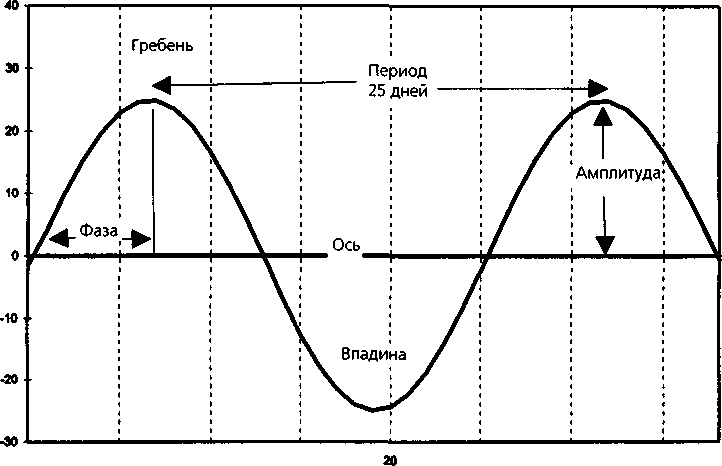 40
Гребень
30
Период
25 дней
20
Амплитуда
10
Фаза
Ось
0
-10
Впадина
-20
-30
20